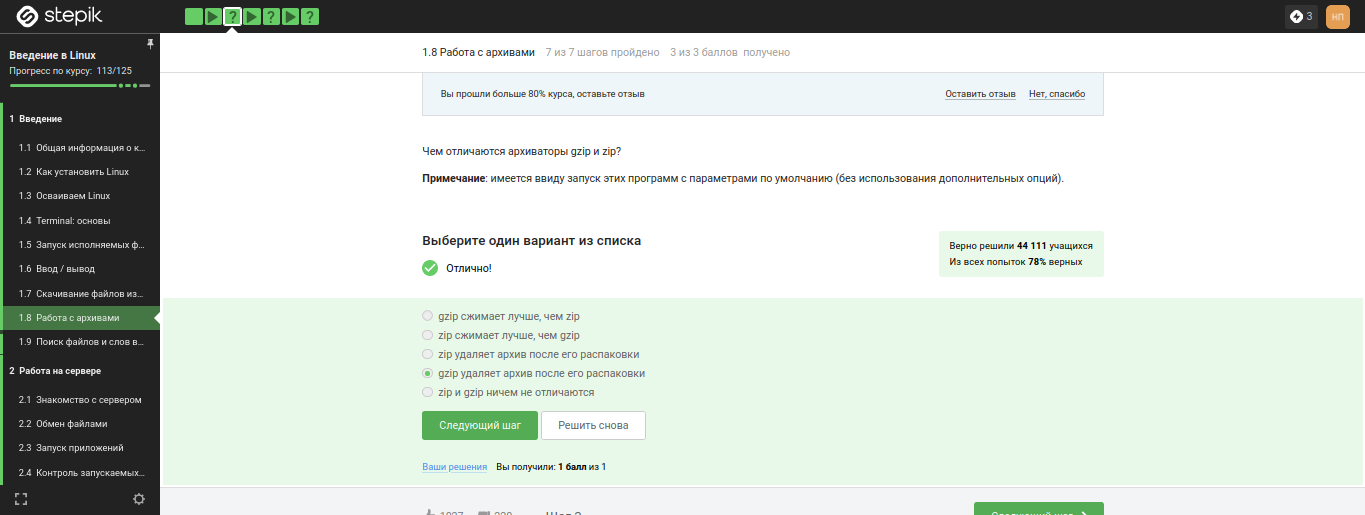 stepik
?
?
?
3
НП
Введение в Linux
Прогресс по курсу: 113/125
1 Введение
1.1 Общая информация о к...
1.2 Как установить Linux
1.3 Осваиваем Linux
1.4 Terminal: основы
1.5 Запуск исполняемых ф...
1.6 Ввод / вывод
1.7 Скачивание файлов из...
1.8 Работа с архивами
1.9 Поиск файлов и слов в...
2 Работа на сервере
2.1 Знакомство с сервером
2.2 Обмен файлами
2.3 Запуск приложений
2.4 Контроль запускаемых...
1.8 Работа с архивами 7 из 7 шагов пройдено 3 из 3 баллов получено
Вы прошли больше 80% курса, оставьте отзыв
Оставить отзыв Нет, спасибо
Чем отличаются архиваторы gzip и zip?
Примечание: имеется ввиду запуск этих программ с параметрами по умолчанию (без использования дополнительных опций).
Выберите один вариант из списка
Верно решили 44 111 учащихся
Из всех попыток 78% верных
Отлично!
gzip сжимает лучше, чем zip
zip сжимает лучше, чем gzip
zip удаляет архив после его распаковки
gzip удаляет архив после его распаковки
zip и gzip ничем не отличаются
Следующий шаг Решить снова
Ваши решения Вы получили: 1 балл из 1